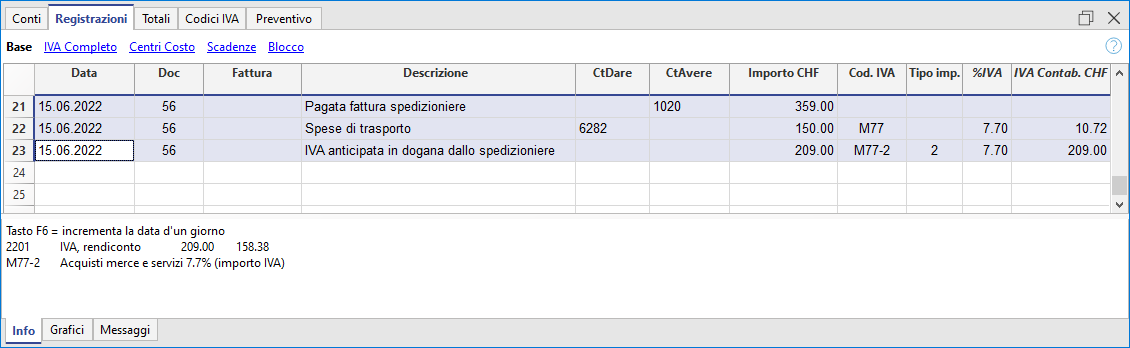 Conti Registrazioni Totali Codici IVA Preventivo
Base IVA Completo Centri Costo Scadenze Blocco ?
Data Doc Fattura Descrizione CtDare CtAvere Importo CHF Cod. IVA Tipo imp. %IVA IVA Contab. CHF
21 15.06.2022 56 Pagata fattura spedizioniere 1020 359.00
22 15.06.2022 56 Spese di trasporto 6282 150.00 M77 7.70 10.72
23 15.06.2022 56 IVA anticipata in dogana dallo spedizioniere 209.00 M77-2 2 7.70 209.00
24
25
Tasto F6 = incrementa la data d'un giorno
2201 IVA, rendiconto 209.00 158.38
M77-2 Acquisti merce e servizi 7.7% (importo IVA)
Info Grafici Messaggi